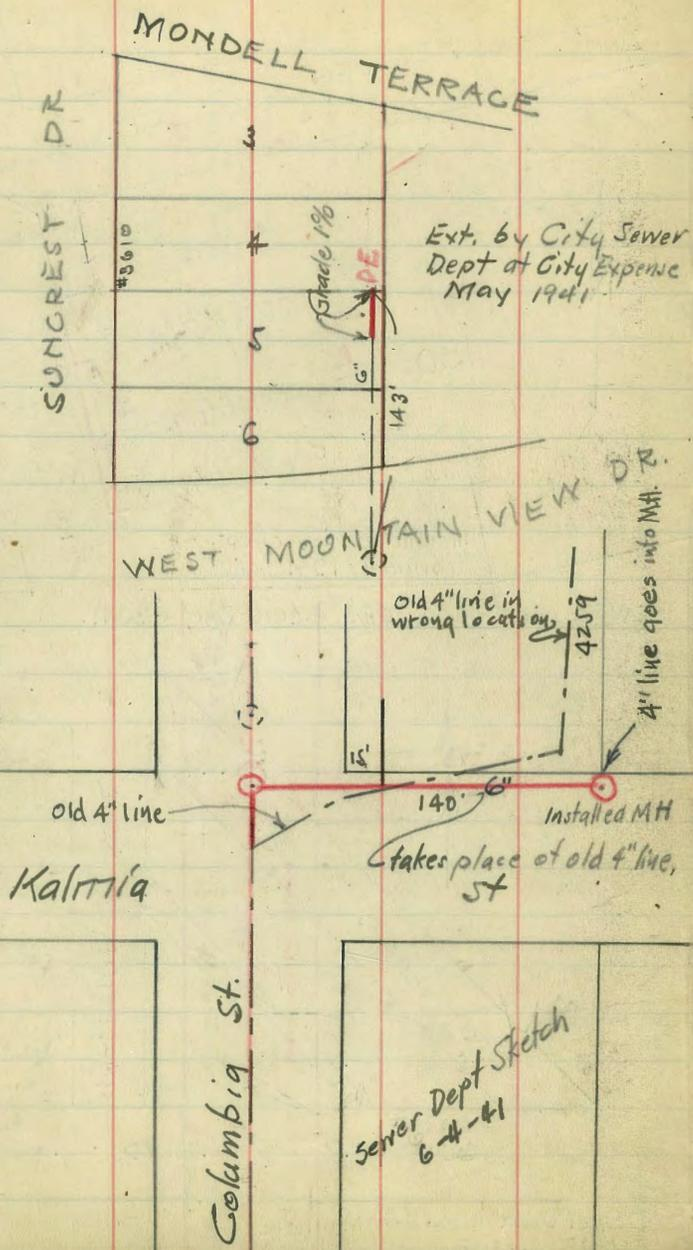 MONDELL TERRACE
SUNCREST DR
3
#3610
4
Grade 1%
DE
Ext. by City Sewer
Dept at City Expense
May 1941
5
6"
143'
6
WEST MOUNTAIN VIEW DR.
Old 4" line in
wrong location
4259
4" line goes into MH.
5'
140'
6"
Old 4" line
Installed MH
takes place of old 4" line,
Kalmia St
Columbia St.
Sewer Dept Sketch
6-4-41